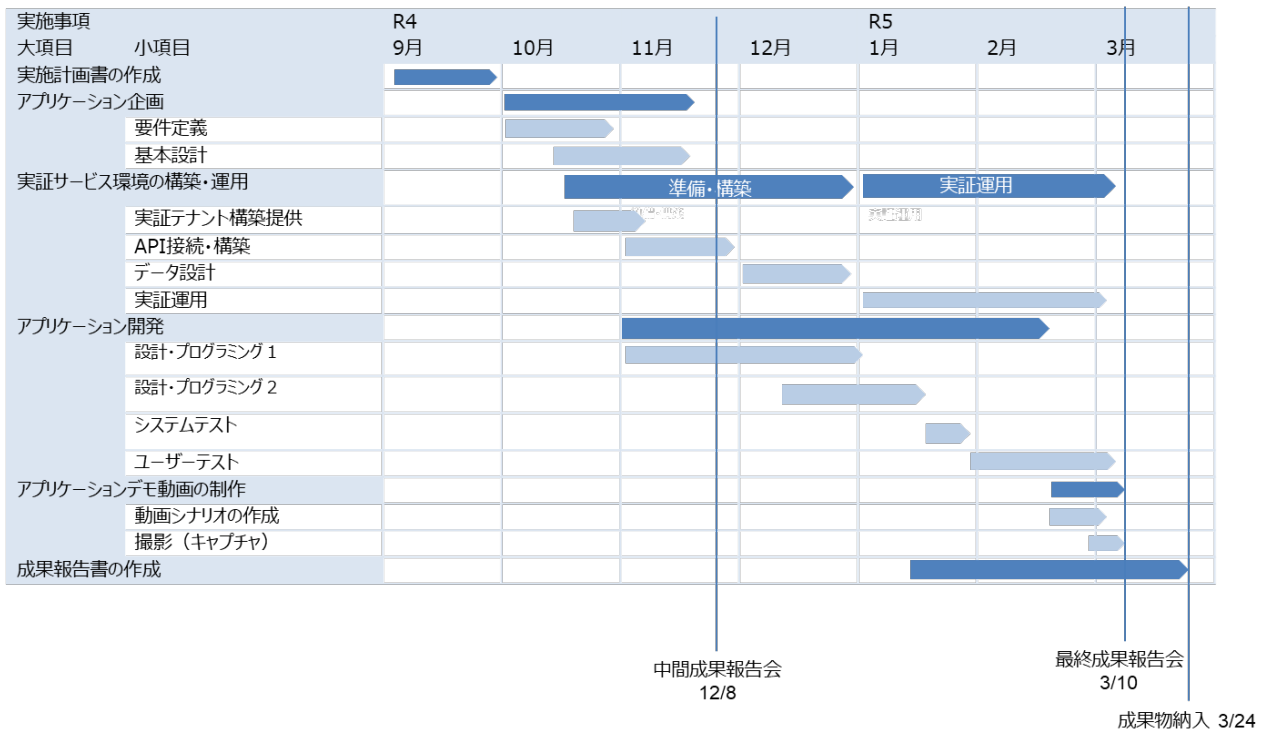 実施事項 R4 R5
大項目 小項目 9月 10月 11月 12月 1月 2月 3月
実施計画書の作成
アプリケーション企画
要件定義
基本設計
実証サービス環境の構築・運用 準備・構築 実証運用
実証テナント構築提供
API接続・構築
データ設計
実証運用
アプリケーション開発
設計・プログラミング１
設計・プログラミング２
システムテスト
ユーザーテスト
アプリケーションデモ動画の制作
動画シナリオの作成
撮影（キャプチャ）
成果報告書の作成
中間成果報告会
12/8
最終成果報告会
3/10
成果物納入 3/24